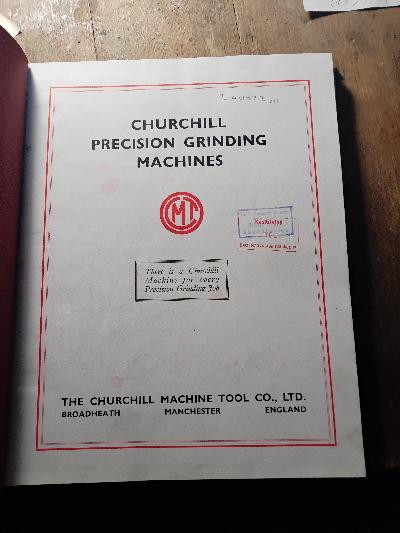 CHURCHILL
PRECISION GRINDING
MACHINES
CMT
There is a Churchill
Machine for every
Precision Grinding Job
THE CHURCHILL MACHINE TOOL CO., LTD.
BROADHEATH MANCHESTER ENGLAND